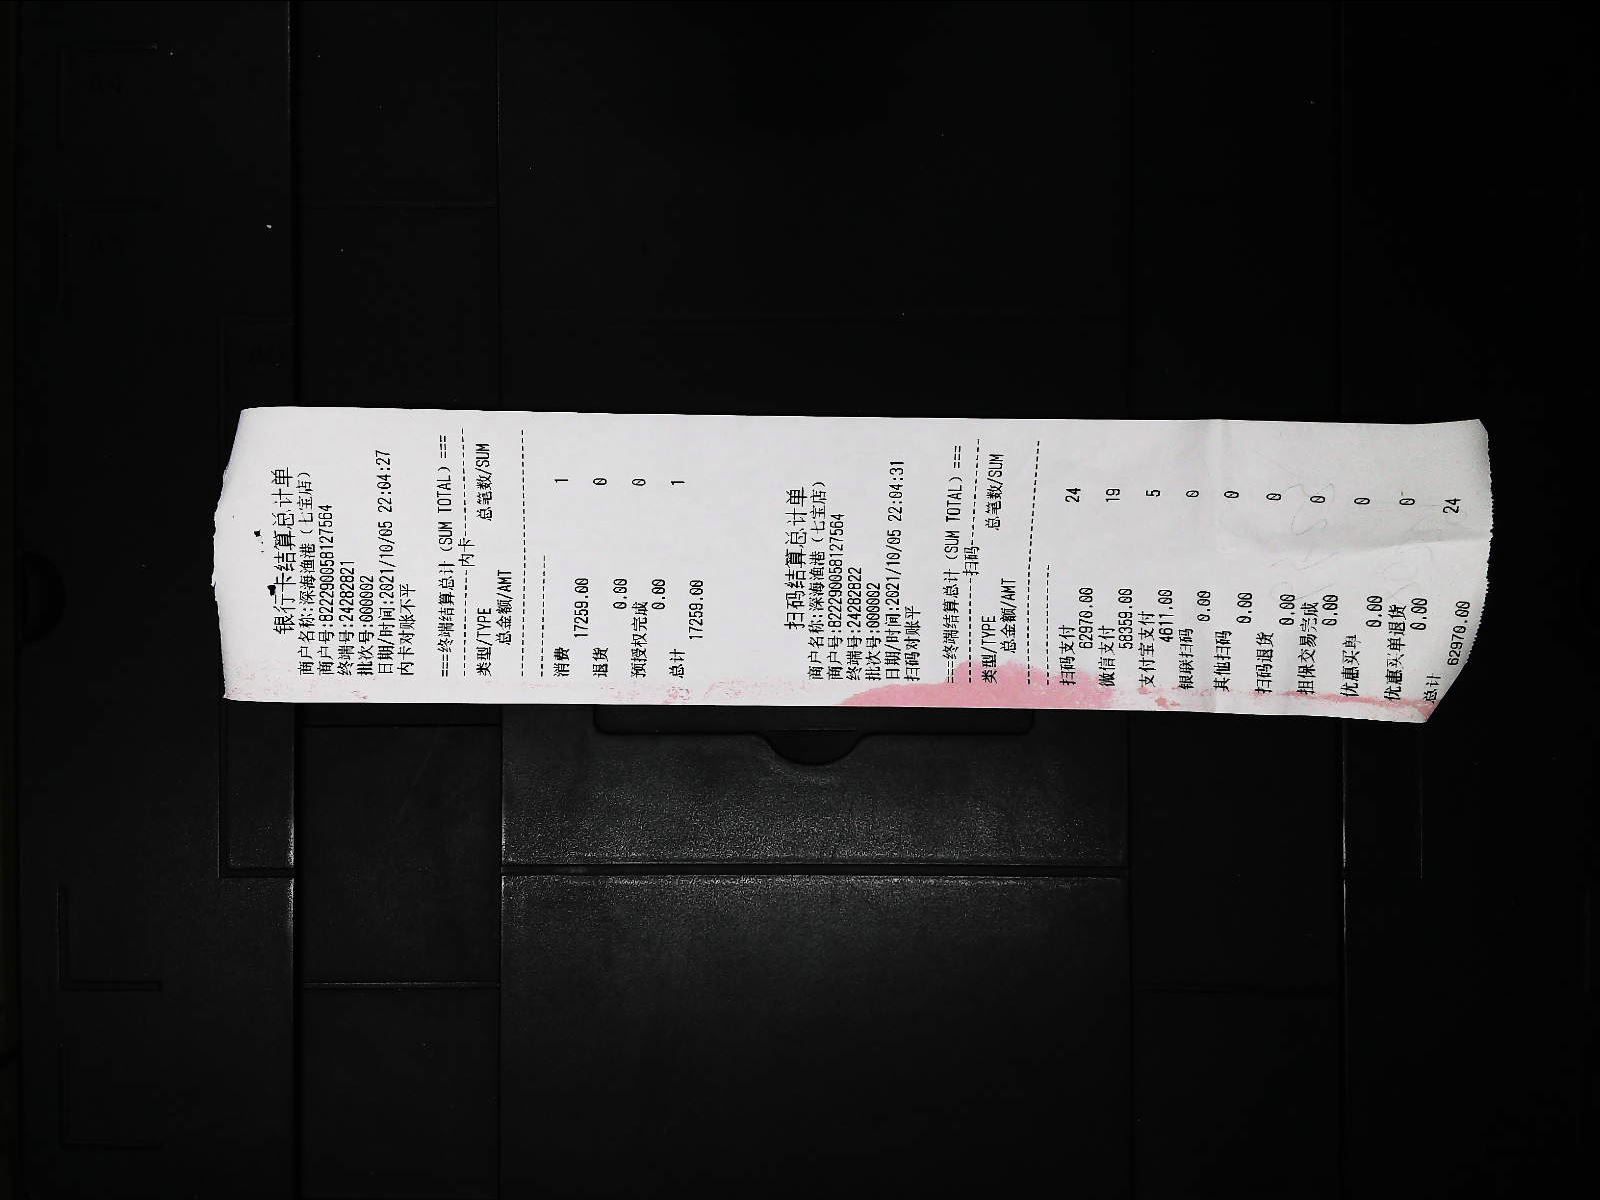 银行卡结算总计单
商户名称:深海渔港(七宝店)
商户号:822290058127564
终端号:24282821
批次号:000002
日期/时间:2021/10/05 22:04:27
内卡对账不平
===终端结算总计(SUM TOTAL)===
---------------内卡---------------
类型/TYPE 总笔数/SUM
总金额/AMT
消费 1
17259.00
退货 0
0.00
预授权完成 0
0.00
总计 1
17259.00
扫码结算总计单
商户名称:深海渔港(七宝店)
商户号:822290058127564
终端号:24282822
批次号:000002
日期/时间:2021/10/05 22:04:31
扫码对账平
===终端结算总计(SUM TOTAL)===
---------------扫码---------------
类型/TYPE 总笔数/SUM
总金额/AMT
扫码支付 24
62970.00
微信支付 19
58359.00
支付宝支付 5
4611.00
银联扫码 0
0.00
其他扫码 0
0.00
扫码退货 0
0.00
担保交易完成 0
0.00
优惠买单 0
0.00
优惠买单退货 0
0.00
总计 24
62970.00